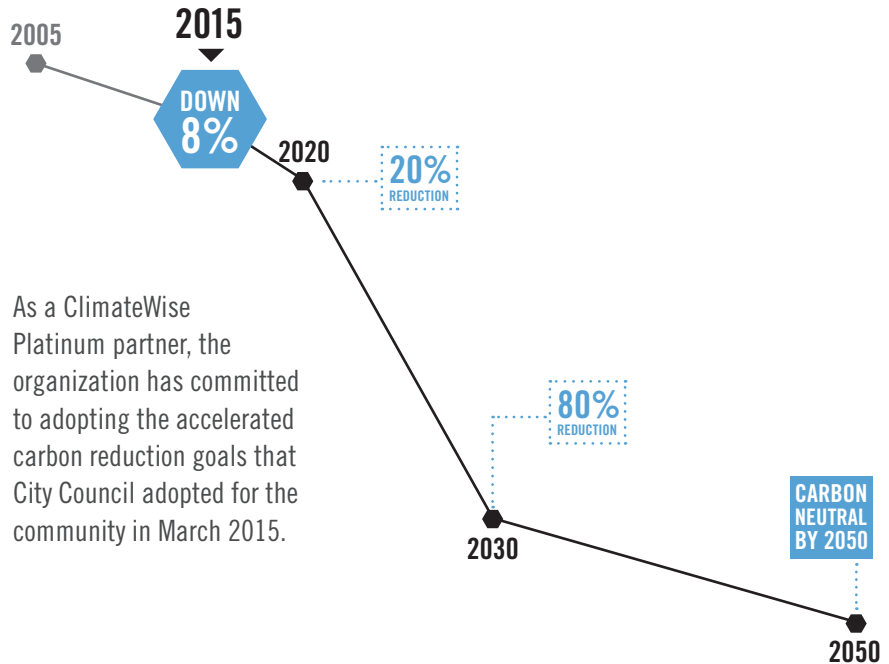 2005
2015
DOWN
8%
2020
20%
REDUCTION
As a ClimateWise
Platinum partner, the
organization has committed
to adopting the accelerated
carbon reduction goals that
City Council adopted for the
community in March 2015.
80%
REDUCTION
2030
CARBON
NEUTRAL
BY 2050
2050